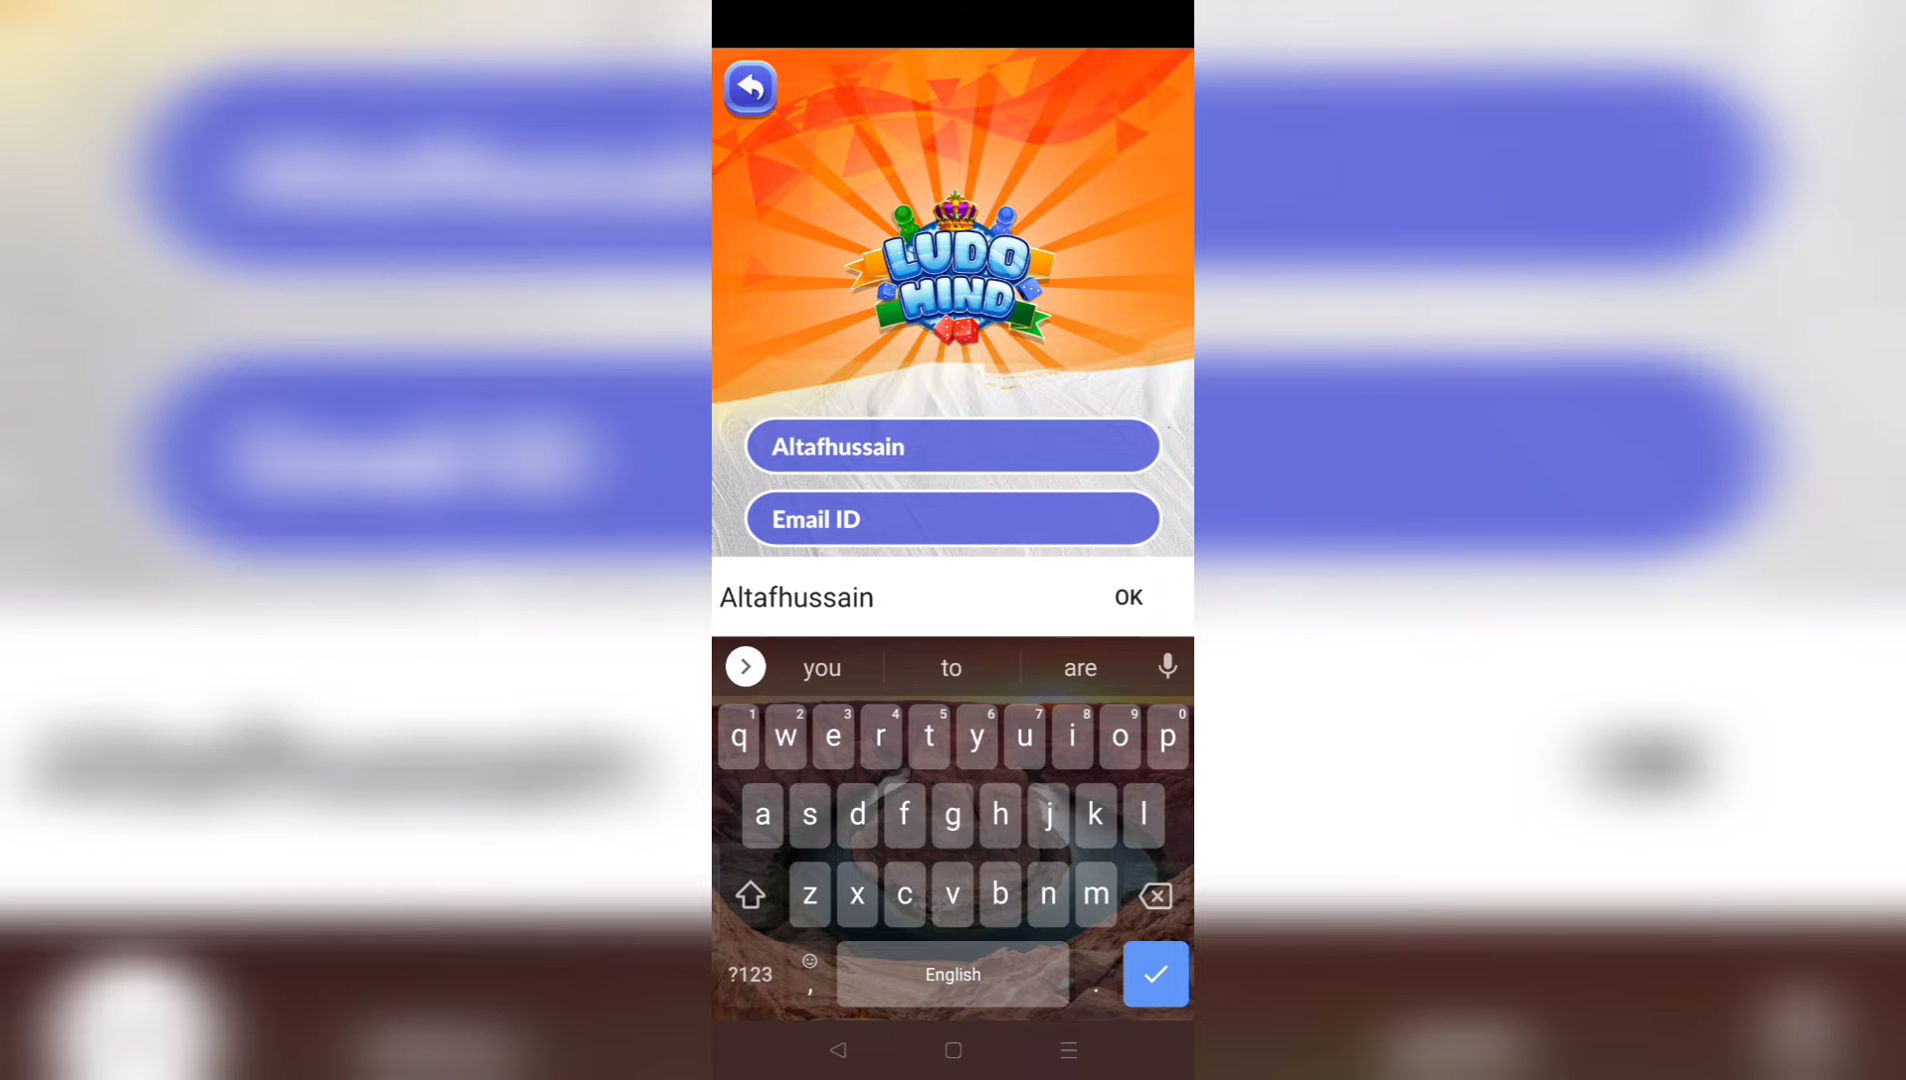 LUDO
HIND
Altafhussain
Email ID
Altafhussain OK
you to are
1 2 3 4 5 6 7 8 9 0
q w e r t y u i o p
a s d f g h j k l
z x c v b n m
?123 , English .